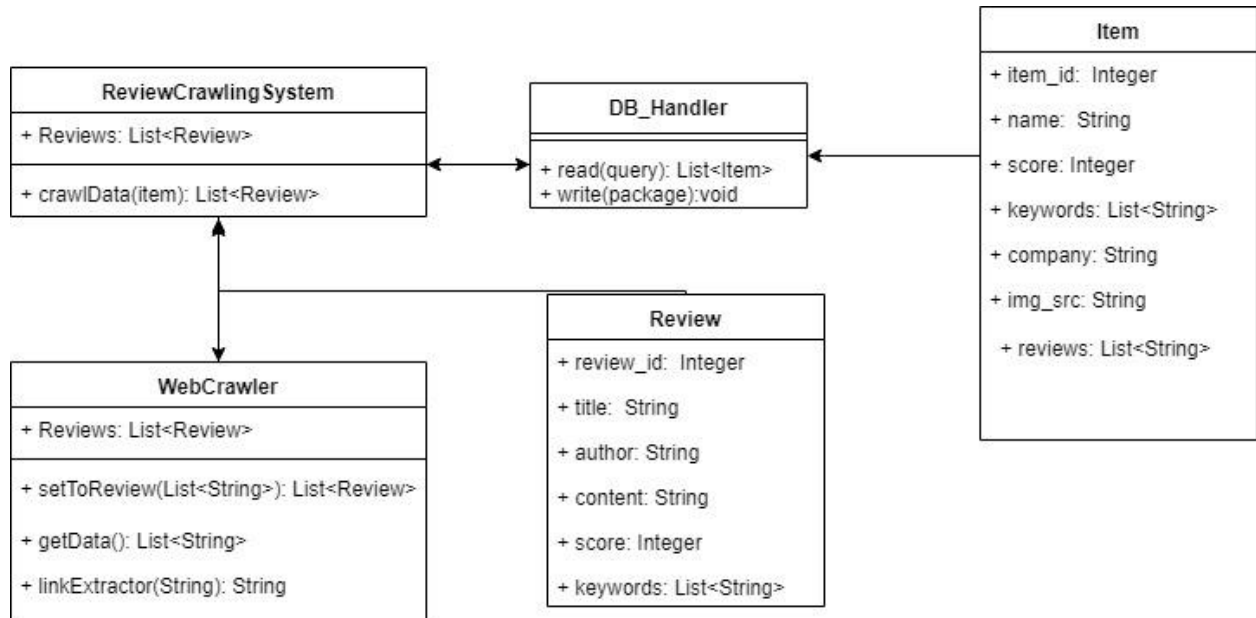 ReviewCrawlingSystem
+ Reviews: List<Review>
+ crawlData(item): List<Review>
DB_Handler
+ read(query): List<Item>
+ write(package):void
Item
+ item_id:  Integer
+ name:  String
+ score: Integer
+ keywords: List<String>
+ company: String
+ img_src: String
+ reviews: List<String>
WebCrawler
+ Reviews: List<Review>
+ setToReview(List<String>): List<Review>
+ getData(): List<String>
+ linkExtractor(String): String
Review
+ review_id:  Integer
+ title:  String
+ author: String
+ content: String
+ score: Integer
+ keywords: List<String>